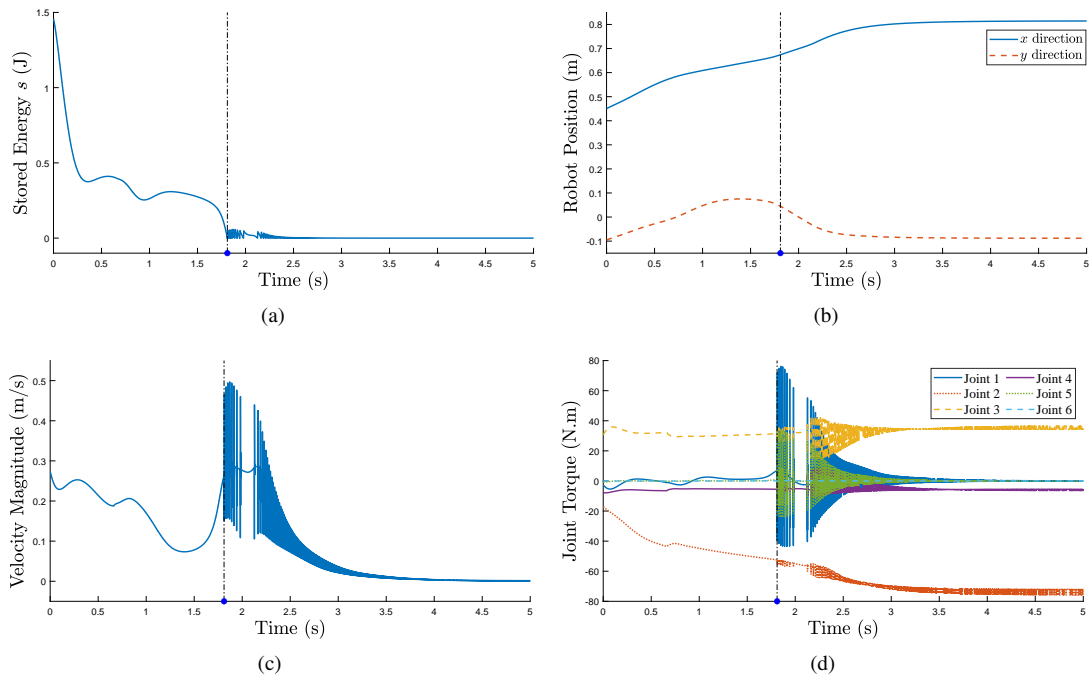 1.5
1
0.5
0
Stored Energy s (J)
0 0.5 1 1.5 2 2.5 3 3.5 4 4.5 5
Time (s)
(a)
0.8
0.6
0.4
0.2
0.1
0
-0.1
Robot Position (m)
x direction
y direction
0 0.5 1 1.5 2 2.5 3 3.5 4 4.5 5
Time (s)
(b)
0.5
0.4
0.3
0.2
0.1
0
Velocity Magnitude (m/s)
0 0.5 1 1.5 2 2.5 3 3.5 4 4.5 5
Time (s)
(c)
80
60
40
20
0
-20
-40
-60
-80
Joint Torque (N.m)
Joint 1 Joint 4
Joint 2 Joint 5
Joint 3 Joint 6
0 0.5 1 1.5 2 2.5 3 3.5 4 4.5 5
Time (s)
(d)